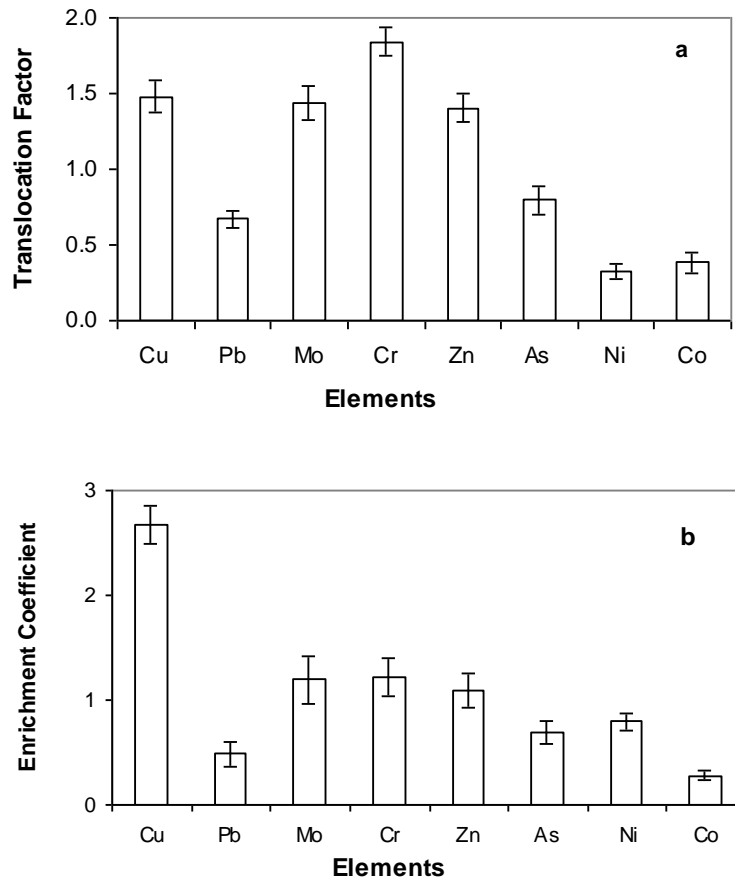 2.0
1.5
1.0
0.5
0.0
Translocation Factor
a
Cu Pb Mo Cr Zn As Ni Co
Elements
3
2
1
0
Enrichment Coefficient
b
Cu Pb Mo Cr Zn As Ni Co
Elements